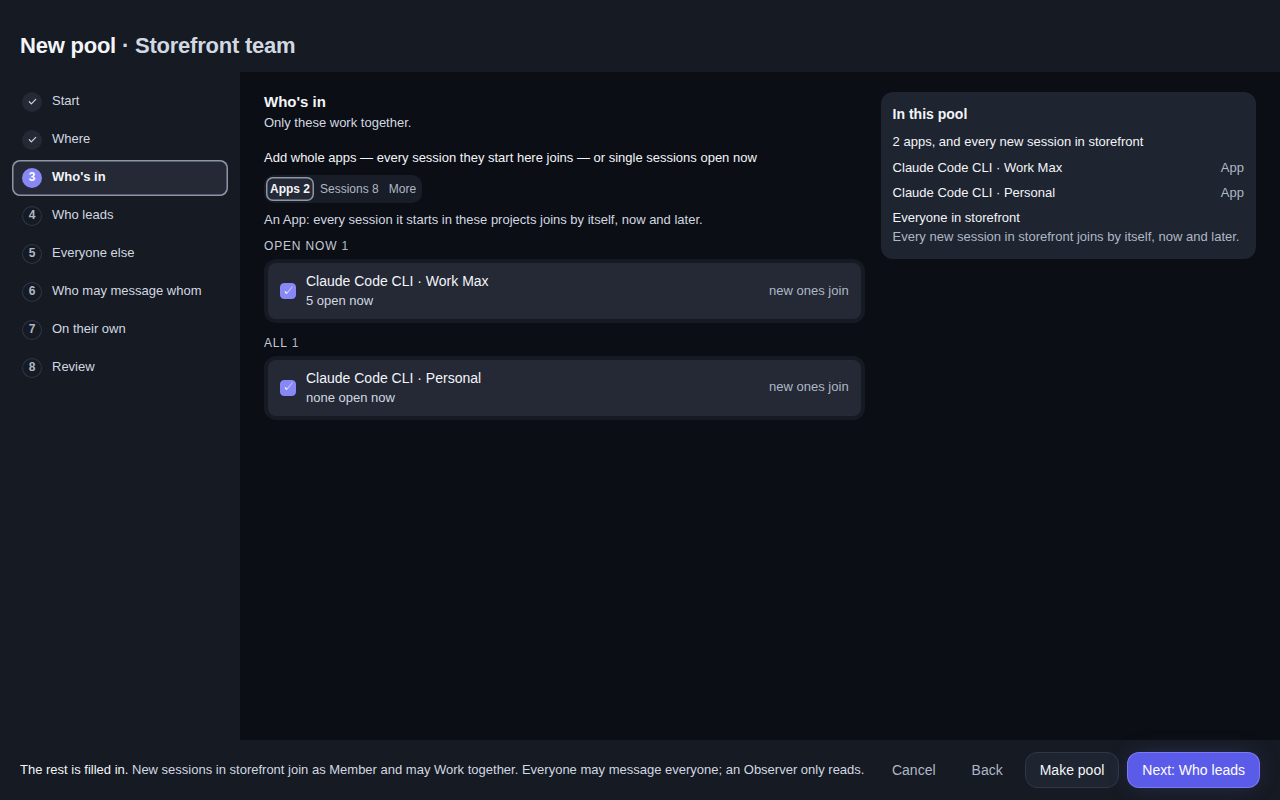 New pool · Storefront team
Start
Where
3 Who's in
4 Who leads
5 Everyone else
6 Who may message whom
7 On their own
8 Review
Who's in
Only these work together.
Add whole apps — every session they start here joins — or single sessions open now
Apps 2 Sessions 8 More
An App: every session it starts in these projects joins by itself, now and later.
OPEN NOW 1
Claude Code CLI · Work Max
5 open now
new ones join
ALL 1
Claude Code CLI · Personal
none open now
new ones join
In this pool
2 apps, and every new session in storefront
Claude Code CLI · Work Max App
Claude Code CLI · Personal App
Everyone in storefront
Every new session in storefront joins by itself, now and later.
The rest is filled in. New sessions in storefront join as Member and may Work together. Everyone may message everyone; an Observer only reads.
Cancel Back Make pool Next: Who leads